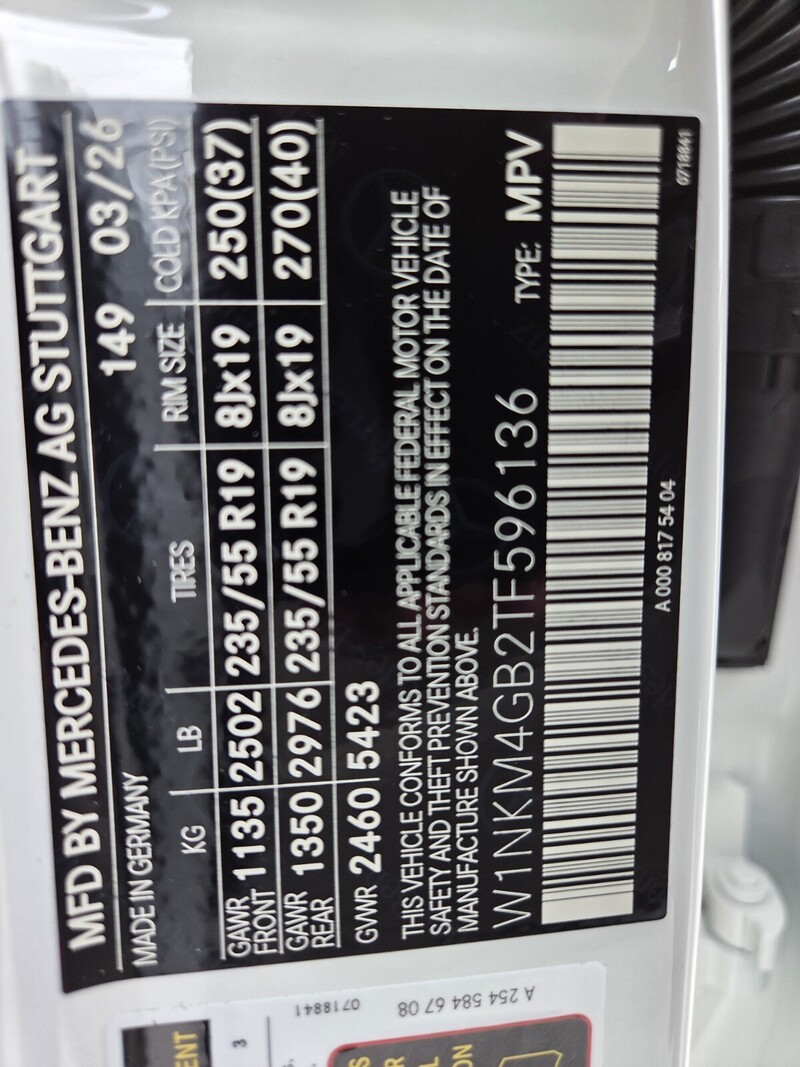 MFD BY MERCEDES-BENZ AG STUTTGART
MADE IN GERMANY 149 03/26
KG LB TIRES RIM SIZE COLD KPA (PSI)
GAWR FRONT 1135 2502 235/55 R19 8Jx19 250(37)
GAWR REAR 1350 2976 235/55 R19 8Jx19 270(40)
GVWR 2460 5423
THIS VEHICLE CONFORMS TO ALL APPLICABLE FEDERAL MOTOR VEHICLE
SAFETY AND THEFT PREVENTION STANDARDS IN EFFECT ON THE DATE OF
MANUFACTURE SHOWN ABOVE.
W1NKM4GB2TF596136 TYPE: MPV
A 000 817 54 04 0718841
A 254 584 67 08
0718841
3